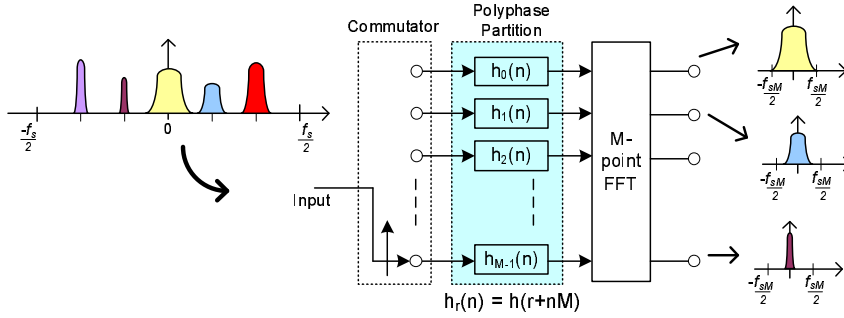 Commutator
Polyphase
Partition
-fs
2
0
fs
2
Input
h0(n)
h1(n)
h2(n)
hM-1(n)
hr(n) = h(r+nM)
M-
point
FFT
-fsM
2
fsM
2
-fsM
2
fsM
2
-fsM
2
fsM
2